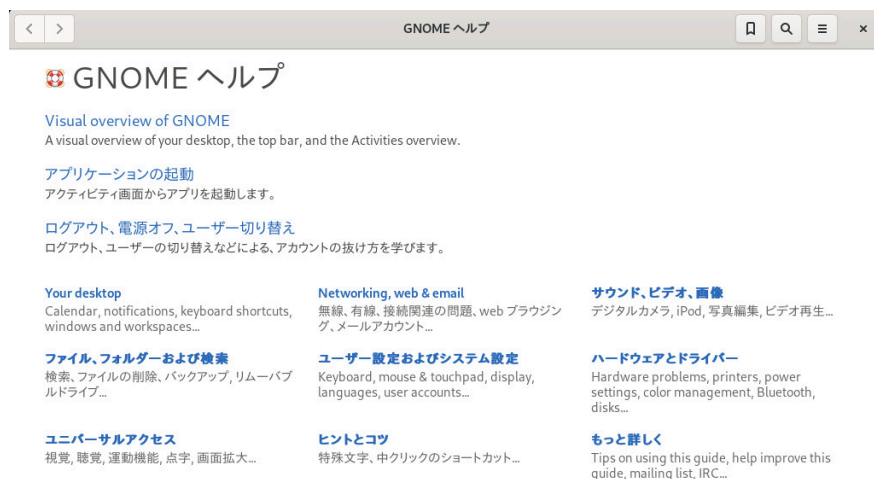 GNOME ヘルプ
GNOME ヘルプ
Visual overview of GNOME
A visual overview of your desktop, the top bar, and the Activities overview.
アプリケーションの起動
アクティビティ画面からアプリを起動します。
ログアウト、電源オフ、ユーザー切り替え
ログアウト、ユーザーの切り替えなどによる、アカウントの抜け方を学びます。
Your desktop
Calendar, notifications, keyboard shortcuts,
windows and workspaces…
Networking, web & email
無線、有線、接続関連の問題、web ブラウジン
グ、メールアカウント…
サウンド、ビデオ、画像
デジタルカメラ, iPod, 写真編集, ビデオ再生…
ファイル、フォルダーおよび検索
検索、ファイルの削除、バックアップ, リムーバブ
ルドライブ…
ユーザー設定およびシステム設定
Keyboard, mouse & touchpad, display,
languages, user accounts…
ハードウェアとドライバー
Hardware problems, printers, power
settings, color management, Bluetooth,
disks…
ユニバーサルアクセス
視覚, 聴覚, 運動機能, 点字, 画面拡大…
ヒントとコツ
特殊文字、中クリックのショートカット…
もっと詳しく
Tips on using this guide, help improve this
guide, mailing list, IRC…